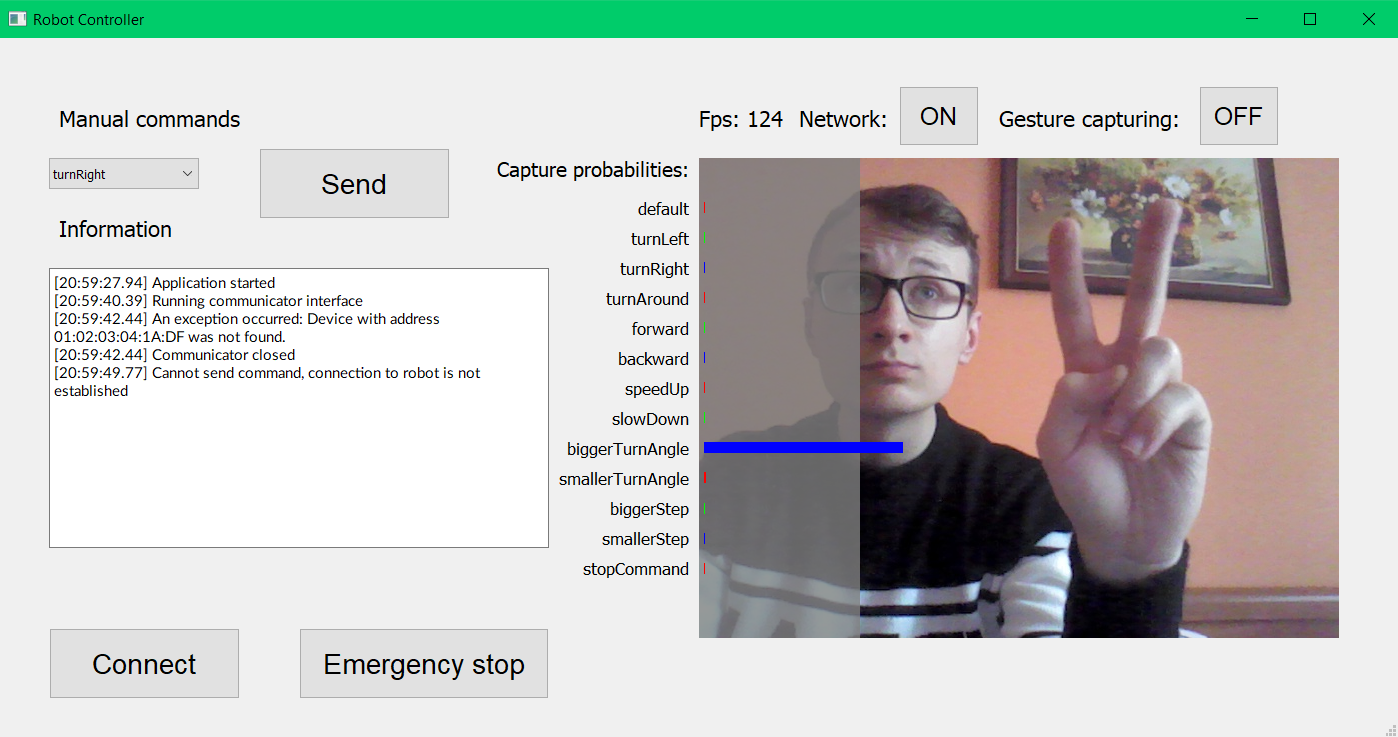 Robot Controller
Manual commands
Fps: 124 Network: ON Gesture capturing: OFF
turnRight
Send
Capture probabilities:
Information
default
turnLeft
turnRight
turnAround
forward
backward
speedUp
slowDown
biggerTurnAngle
smallerTurnAngle
biggerStep
smallerStep
stopCommand
[20:59:27.94] Application started
[20:59:40.39] Running communicator interface
[20:59:42.44] An exception occurred: Device with address
01:02:03:04:1A:DF was not found.
[20:59:42.44] Communicator closed
[20:59:49.77] Cannot send command, connection to robot is not
established
Connect
Emergency stop